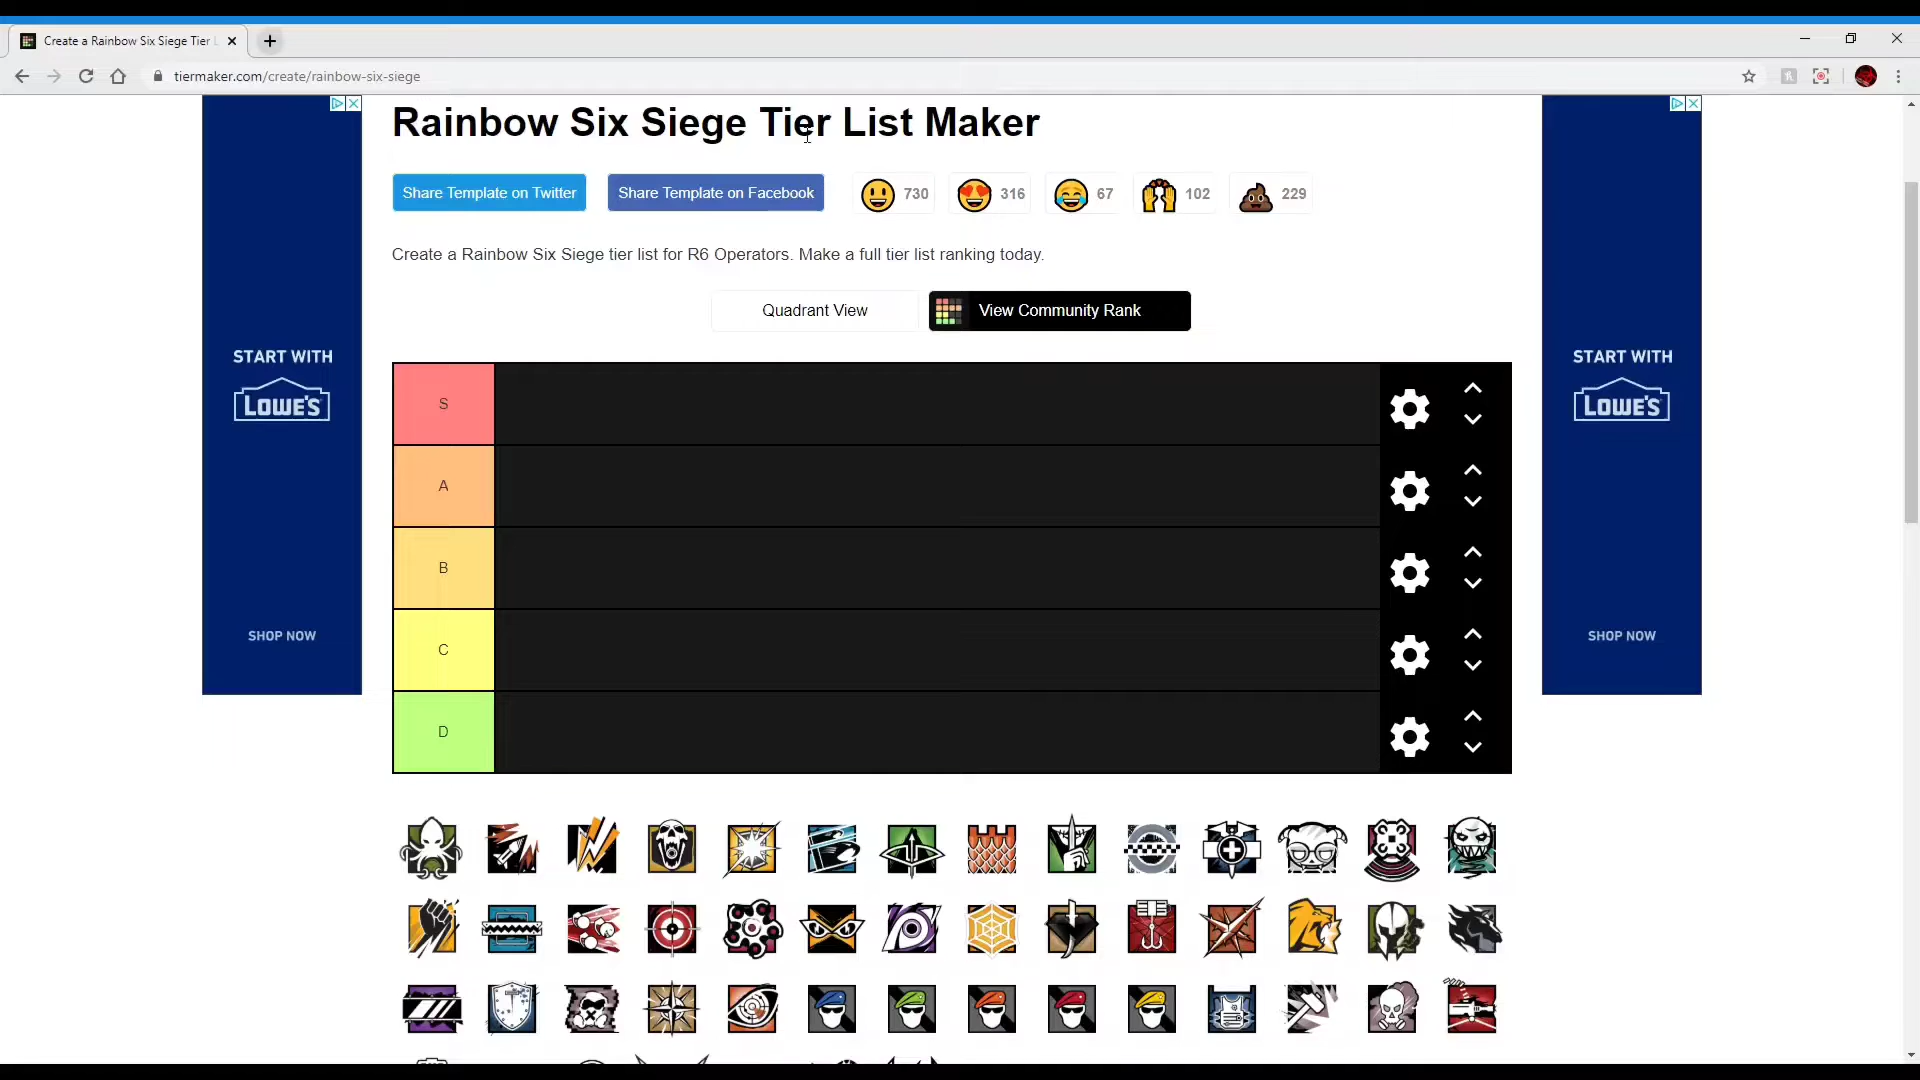 Create a Rainbow Six Siege Tier L
tiermaker.com/create/rainbow-six-siege
Rainbow Six Siege Tier List Maker
Share Template on Twitter
Share Template on Facebook
730
316
67
102
229
Create a Rainbow Six Siege tier list for R6 Operators. Make a full tier list ranking today.
Quadrant View
View Community Rank
START WITH
LOWE'S
SHOP NOW
START WITH
LOWE'S
SHOP NOW
S
A
B
C
D